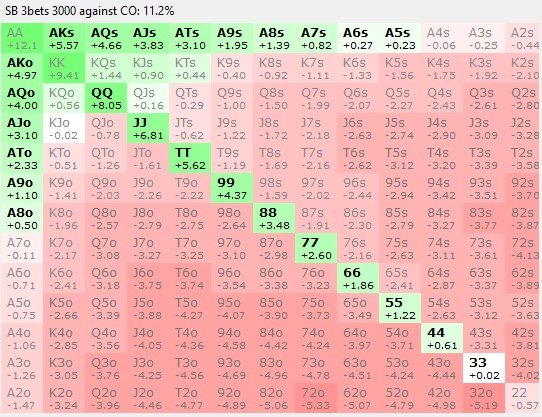 SB 3bets 3000 against CO: 11.2%
AA AKs AQs AJs ATs A9s A8s A7s A6s A5s A4s A3s A2s
+12.1 +5.57 +4.66 +3.83 +3.10 +1.95 +1.39 +0.82 +0.27 +0.23 -0.06 -0.25 -0.44
AKo KK KQs KJs KTs K9s K8s K7s K6s K5s K4s K3s K2s
+4.97 +9.41 +1.44 +0.90 +0.44 -0.40 -0.92 -1.11 -1.33 -1.56 -1.75 -1.92 -2.10
AQo KQo QQ QJs QTs Q9s Q8s Q7s Q6s Q5s Q4s Q3s Q2s
+4.00 +0.56 +8.05 +0.16 -0.29 -1.00 -1.50 -1.99 -2.07 -2.27 -2.43 -2.61 -2.80
AJo KJo QJo JJ JTs J9s J8s J7s J6s J5s J4s J3s J2s
+3.10 -0.02 -0.78 +6.81 -0.62 -1.22 -1.72 -2.18 -2.63 -2.74 -2.90 -3.09 -3.28
ATo KTo QTo JTo TT T9s T8s T7s T6s T5s T4s T3s T2s
+2.33 -0.51 -1.26 -1.61 +5.62 -1.19 -1.69 -2.16 -2.62 -3.12 -3.20 -3.39 -3.58
A9o K9o Q9o J9o T9o 99 98s 97s 96s 95s 94s 93s 92s
+1.10 -1.41 -2.03 -2.26 -2.22 +4.37 -1.59 -2.02 -2.44 -2.94 -3.42 -3.51 -3.70
A8o K8o Q8o J8o T8o 98o 88 87s 86s 85s 84s 83s 82s
+0.50 -1.96 -2.57 -2.79 -2.75 -2.64 +3.48 -1.91 -2.30 -2.79 -3.27 -3.77 -3.87
A7o K7o Q7o J7o T7o 97o 87o 77 76s 75s 74s 73s 72s
-0.11 -2.17 -3.08 -3.27 -3.25 -3.10 -2.98 +2.60 -2.16 -2.63 -3.11 -3.61 -4.13
A6o K6o Q6o J6o T6o 96o 86o 76o 66 65s 64s 63s 62s
-0.71 -2.41 -3.18 -3.75 -3.74 -3.54 -3.38 -3.23 +1.86 -2.41 -2.87 -3.37 -3.89
A5o K5o Q5o J5o T5o 95o 85o 75o 65o 55 54s 53s 52s
-0.75 -2.66 -3.39 -3.88 -4.27 -4.07 -3.90 -3.73 -3.49 +1.22 -2.63 -3.12 -3.63
A4o K4o Q4o J4o T4o 94o 84o 74o 64o 54o 44 43s 42s
-1.06 -2.85 -3.56 -4.05 -4.36 -4.58 -4.42 -4.24 -3.97 -3.71 +0.61 -3.31 -3.81
A3o K3o Q3o J3o T3o 93o 83o 73o 63o 53o 43o 33 32s
-1.26 -3.05 -3.76 -4.25 -4.56 -4.69 -4.96 -4.78 -4.51 -4.24 -4.44 +0.02 -4.02
A2o K2o Q2o J2o T2o 92o 82o 72o 62o 52o 42o 32o 22
-1.47 -3.24 -3.96 -4.46 -4.77 -4.89 -5.06 -5.33 -5.07 -4.79 -4.98 -5.19 -0.57